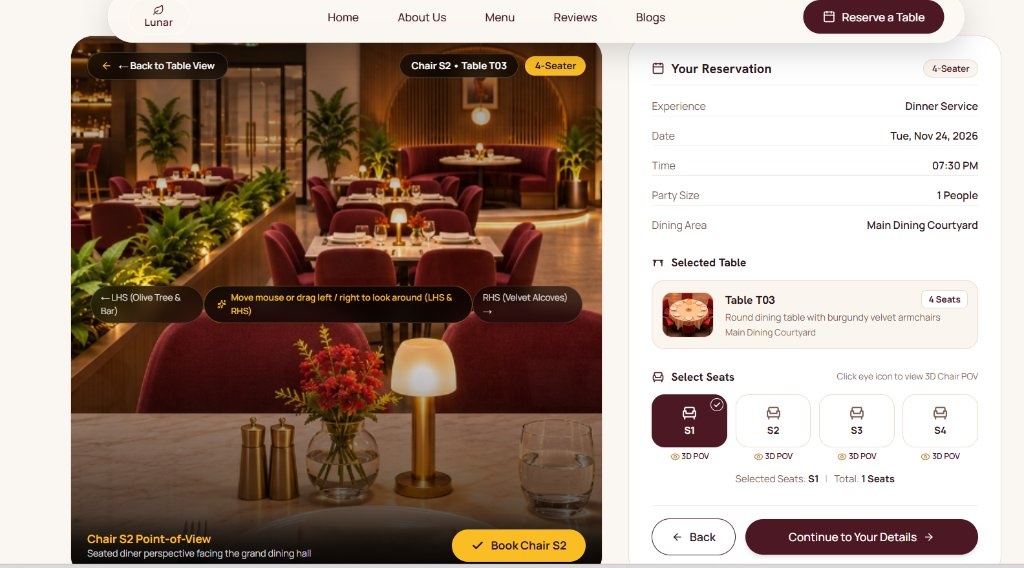 Lunar
Home
About Us
Menu
Reviews
Blogs
Reserve a Table
← ← Back to Table View
Chair S2 • Table T03
4-Seater
← LHS (Olive Tree &
Bar)
Move mouse or drag left / right to look around (LHS &
RHS)
RHS (Velvet Alcoves)
→
Chair S2 Point-of-View
Seated diner perspective facing the grand dining hall
Book Chair S2
Your Reservation
4-Seater
Experience
Dinner Service
Date
Tue, Nov 24, 2026
Time
07:30 PM
Party Size
1 People
Dining Area
Main Dining Courtyard
Selected Table
Table T03
4 Seats
Round dining table with burgundy velvet armchairs
Main Dining Courtyard
Select Seats
Click eye icon to view 3D Chair POV
S1
S2
S3
S4
3D POV
3D POV
3D POV
3D POV
Selected Seats: S1 | Total: 1 Seats
← Back
Continue to Your Details →